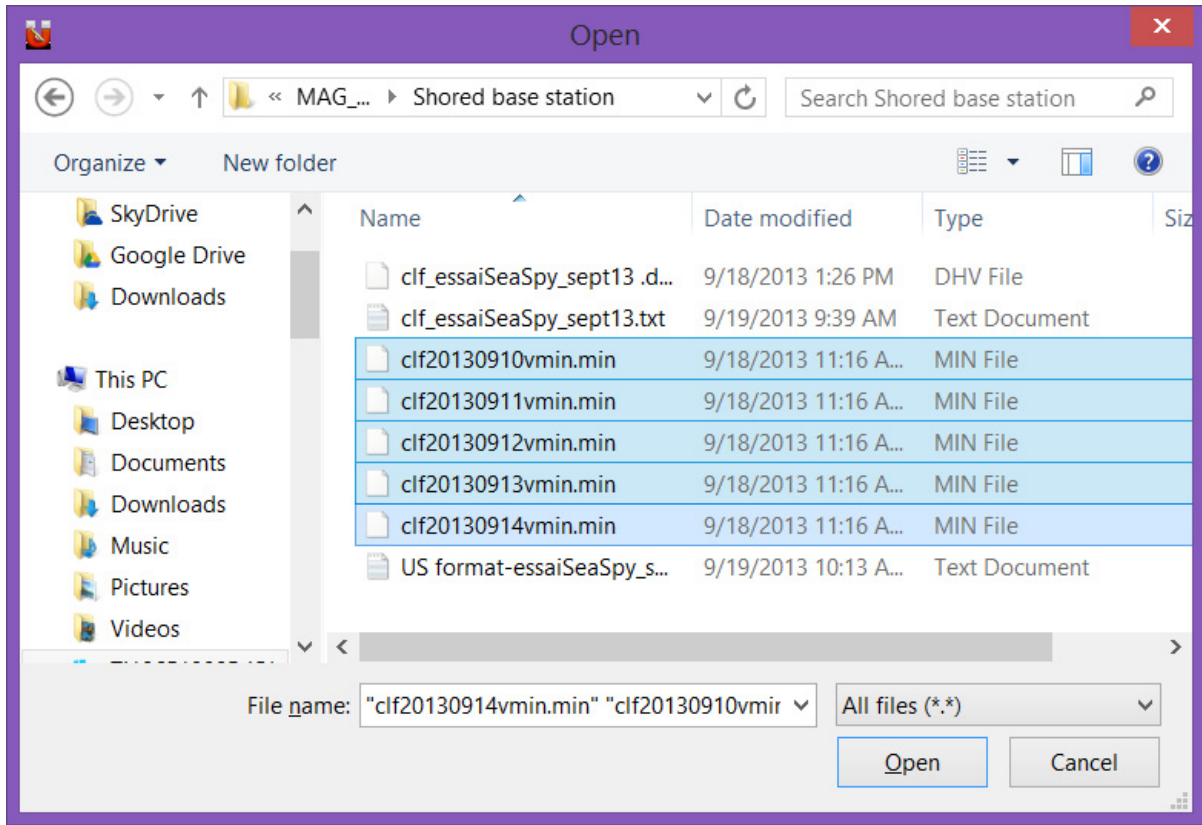 Open
« MAG_... Shored base station
Search Shored base station
Organize New folder
SkyDrive
Google Drive
Downloads
This PC
Desktop
Documents
Downloads
Music
Pictures
Videos
Name Date modified Type Siz
clf_essaiSeaSpy_sept13 .d... 9/18/2013 1:26 PM DHV File
clf_essaiSeaSpy_sept13.txt 9/19/2013 9:39 AM Text Document
clf20130910vmin.min 9/18/2013 11:16 A... MIN File
clf20130911vmin.min 9/18/2013 11:16 A... MIN File
clf20130912vmin.min 9/18/2013 11:16 A... MIN File
clf20130913vmin.min 9/18/2013 11:16 A... MIN File
clf20130914vmin.min 9/18/2013 11:16 A... MIN File
US format-essaiSeaSpy_s... 9/19/2013 10:13 A... Text Document
File name: "clf20130914vmin.min" "clf20130910vmir
All files (*.*)
Open
Cancel